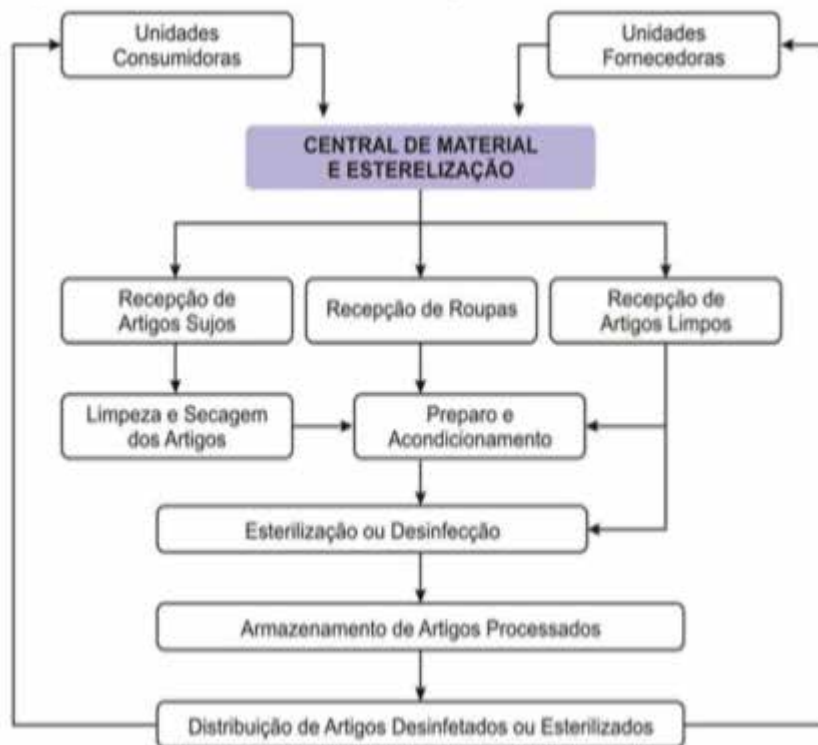 Unidades
Consumidoras
Unidades
Fornecedoras
CENTRAL DE MATERIAL
E ESTERELIZAÇÃO
Recepção de
Artigos Sujos
Recepção de Roupas
Recepção de
Artigos Limpos
Limpeza e Secagem
dos Artigos
Preparo e
Acondicionamento
Esterilização ou Desinfecção
Armazenamento de Artigos Processados
Distribuição de Artigos Desinfetados ou Esterilizados